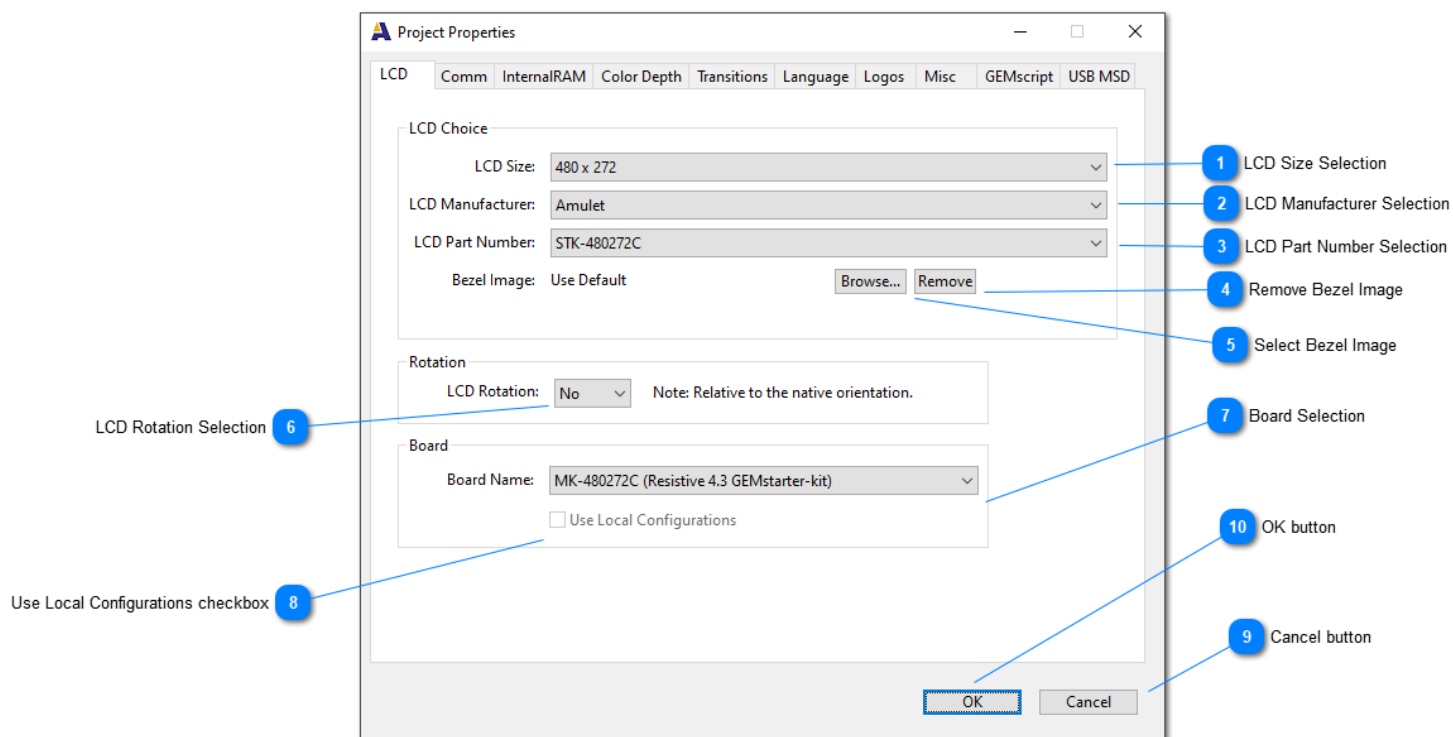 Project Properties
LCD Comm InternalRAM Color Depth Transitions Language Logos Misc GEMscript USB MSD
LCD Choice
LCD Size: 480 x 272
1 LCD Size Selection
LCD Manufacturer: Amulet
2 LCD Manufacturer Selection
LCD Part Number: STK-480272C
3 LCD Part Number Selection
Bezel Image: Use Default Browse... Remove
4 Remove Bezel Image
5 Select Bezel Image
Rotation
LCD Rotation: No Note: Relative to the native orientation.
LCD Rotation Selection 6
7 Board Selection
Board
Board Name: MK-480272C (Resistive 4.3 GEMstarter-kit)
Use Local Configurations
10 OK button
Use Local Configurations checkbox 8
9 Cancel button
OK Cancel